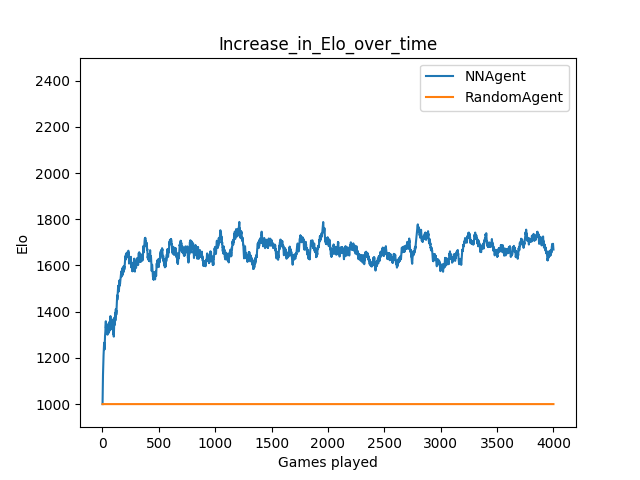 Increase_in_Elo_over_time
NNAgent
RandomAgent
2400
2200
2000
1800
1600
1400
1200
1000
Elo
0 500 1000 1500 2000 2500 3000 3500 4000
Games played